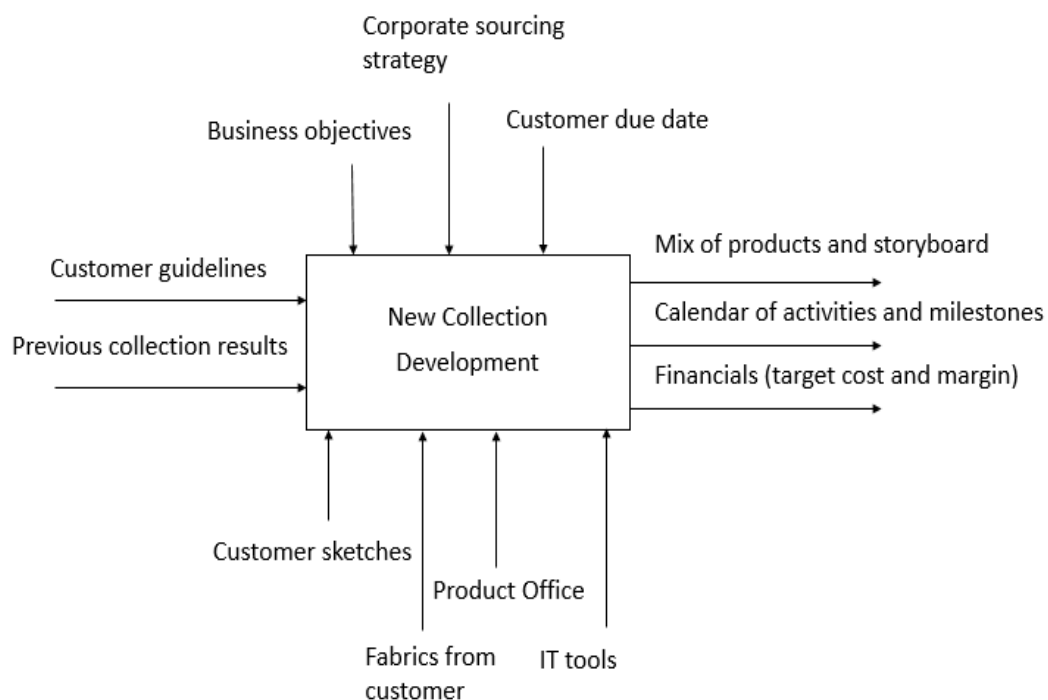 Corporate sourcing
strategy
Business objectives
Customer due date
Customer guidelines
Previous collection results
New Collection
Development
Mix of products and storyboard
Calendar of activities and milestones
Financials (target cost and margin)
Customer sketches
Product Office
Fabrics from
customer
IT tools